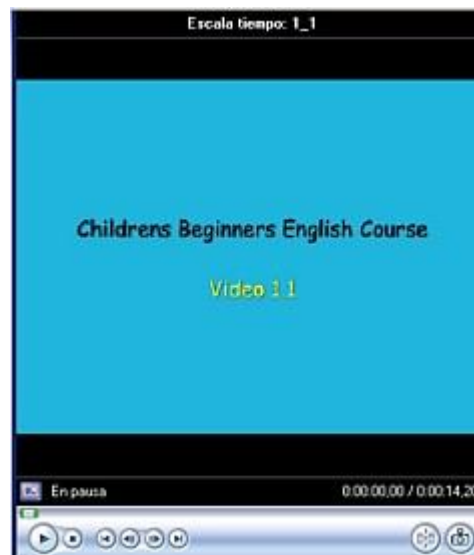 Escala tiempo: 1_1
Childrens Beginners English Course
Video 1 1
En pausa
0:00:00,00 / 0:00:14,20